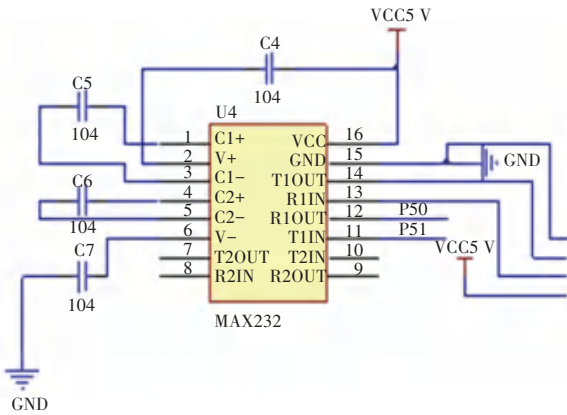 VCC5 V
C4
104
C5
104
U4
1 C1+ VCC 16
2 V+ GND 15
3 C1- T1OUT 14
4 C2+ R1IN 13
5 C2- R1OUT 12 P50
6 V- T1IN 11 P51
7 T2OUT T2IN 10
8 R2IN R2OUT 9
GND
C6
104
C7
104
VCC5 V
MAX232
GND